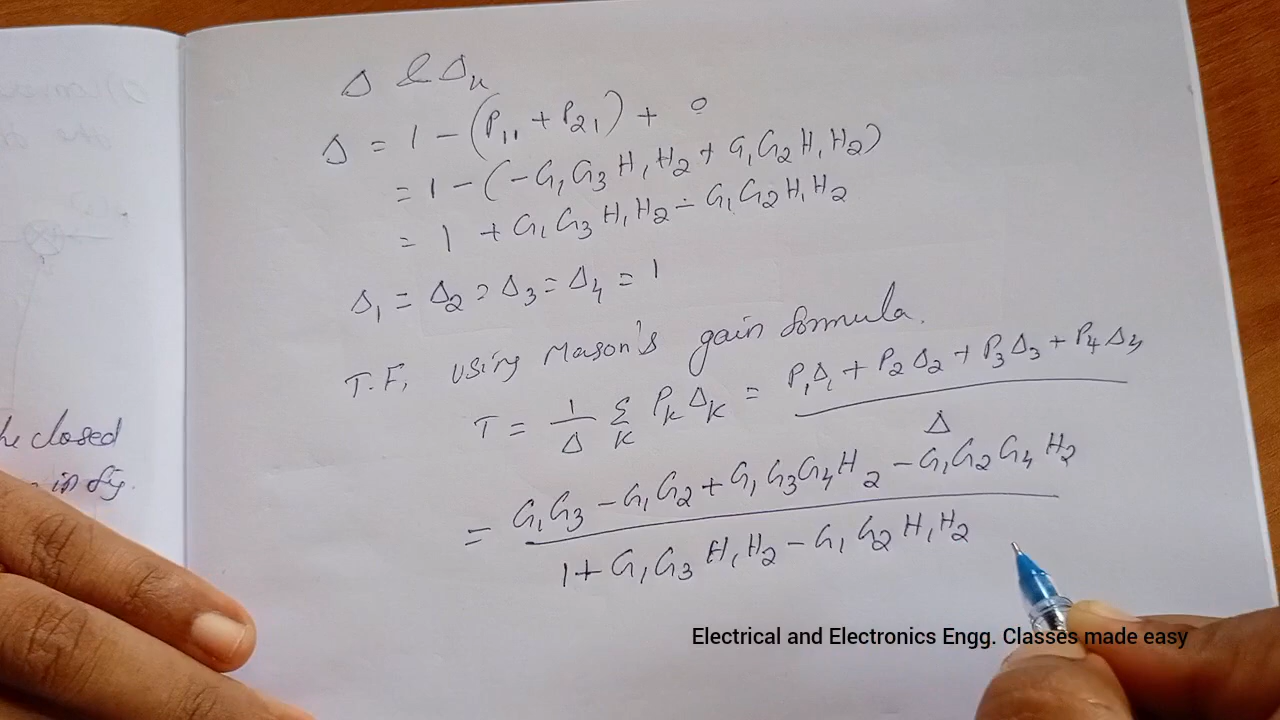 Δ & Δk
Δ = 1 - (P11 + P21) + 0
= 1 - (-G1G3H1H2 + G1G2H1H2)
= 1 + G1G3H1H2 - G1G2H1H2
Δ1 = Δ2 = Δ3 = Δ4 = 1
T.F, using Mason's gain formula.
T = 1/Δ Σ_K PkΔK = (P1Δ1 + P2Δ2 + P3Δ3 + P4Δ4)/Δ
= (G1G3 - G1G2 + G1G3G4H2 - G1G2G4H2)/(1 + G1G3H1H2 - G1G2H1H2)
closed
in fig.
Electrical and Electronics Engg. Classes made easy